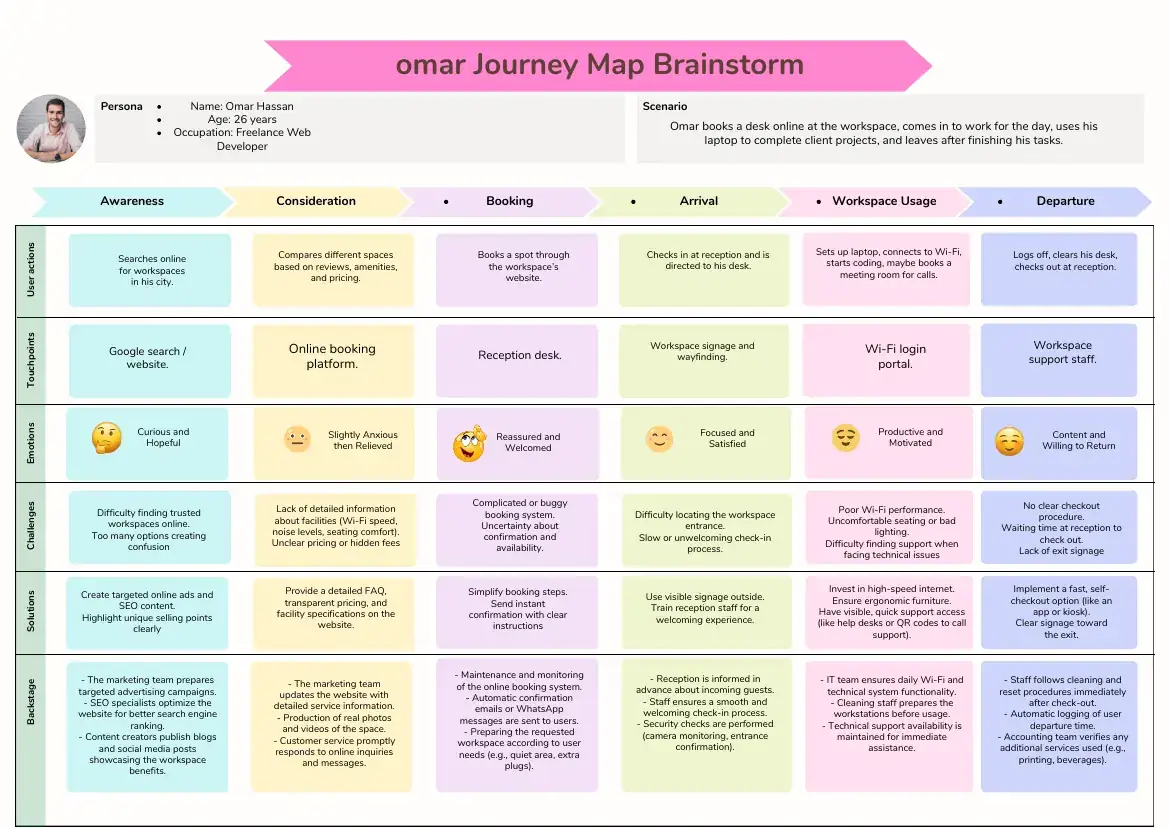 omar Journey Map Brainstorm
Persona
• Name: Omar Hassan
• Age: 26 years
• Occupation: Freelance Web
Developer
Scenario
Omar books a desk online at the workspace, comes in to work for the day, uses his
laptop to complete client projects, and leaves after finishing his tasks.
Awareness
Consideration
• Booking
• Arrival
• Workspace Usage
• Departure
User actions
Searches online
for workspaces
in his city.
Compares different spaces
based on reviews, amenities,
and pricing.
Books a spot through
the workspace's
website.
Checks in at reception and is
directed to his desk.
Sets up laptop, connects to Wi-Fi,
starts coding, maybe books a
meeting room for calls.
Logs off, clears his desk,
checks out at reception.
Touchpoints
Google search /
website.
Online booking
platform.
Reception desk.
Workspace signage and
wayfinding.
Wi-Fi login
portal.
Workspace
support staff.
Emotions
Curious and
Hopeful
Slightly Anxious
then Relieved
Reassured and
Welcomed
Focused and
Satisfied
Productive and
Motivated
Content and
Willing to Return
Challenges
Difficulty finding trusted
workspaces online.
Too many options creating
confusion
Lack of detailed information
about facilities (Wi-Fi speed,
noise levels, seating comfort).
Unclear pricing or hidden fees
Complicated or buggy
booking system.
Uncertainty about
confirmation and
availability.
Difficulty locating the workspace
entrance.
Slow or unwelcoming check-in
process.
Poor Wi-Fi performance.
Uncomfortable seating or bad
lighting.
Difficulty finding support when
facing technical issues
No clear checkout
procedure.
Waiting time at reception to
check out.
Lack of exit signage
Solutions
Create targeted online ads and
SEO content.
Highlight unique selling points
clearly
Provide a detailed FAQ,
transparent pricing, and
facility specifications on the
website.
Simplify booking steps.
Send instant
confirmation with clear
instructions
Use visible signage outside.
Train reception staff for a
welcoming experience.
Invest in high-speed internet.
Ensure ergonomic furniture.
Have visible, quick support access
(like help desks or QR codes to call
support).
Implement a fast, self-
checkout option (like an
app or kiosk).
Clear signage toward
the exit.
Backstage
- The marketing team prepares
targeted advertising campaigns.
- SEO specialists optimize the
website for better search engine
ranking.
- Content creators publish blogs
and social media posts
showcasing the workspace
benefits.
- The marketing team
updates the website with
detailed service information.
- Production of real photos
and videos of the space.
- Customer service promptly
responds to online inquiries
and messages.
- Maintenance and monitoring
of the online booking system.
- Automatic confirmation
emails or WhatsApp
messages are sent to users.
- Preparing the requested
workspace according to user
needs (e.g., quiet area, extra
plugs).
- Reception is informed in
advance about incoming guests.
- Staff ensures a smooth and
welcoming check-in process.
- Security checks are performed
(camera monitoring, entrance
confirmation).
- IT team ensures daily Wi-Fi and
technical system functionality.
- Cleaning staff prepares the
workstations before usage.
- Technical support availability is
maintained for immediate
assistance.
- Staff follows cleaning and
reset procedures immediately
after check-out.
- Automatic logging of user
departure time.
- Accounting team verifies any
additional services used (e.g.,
printing, beverages).